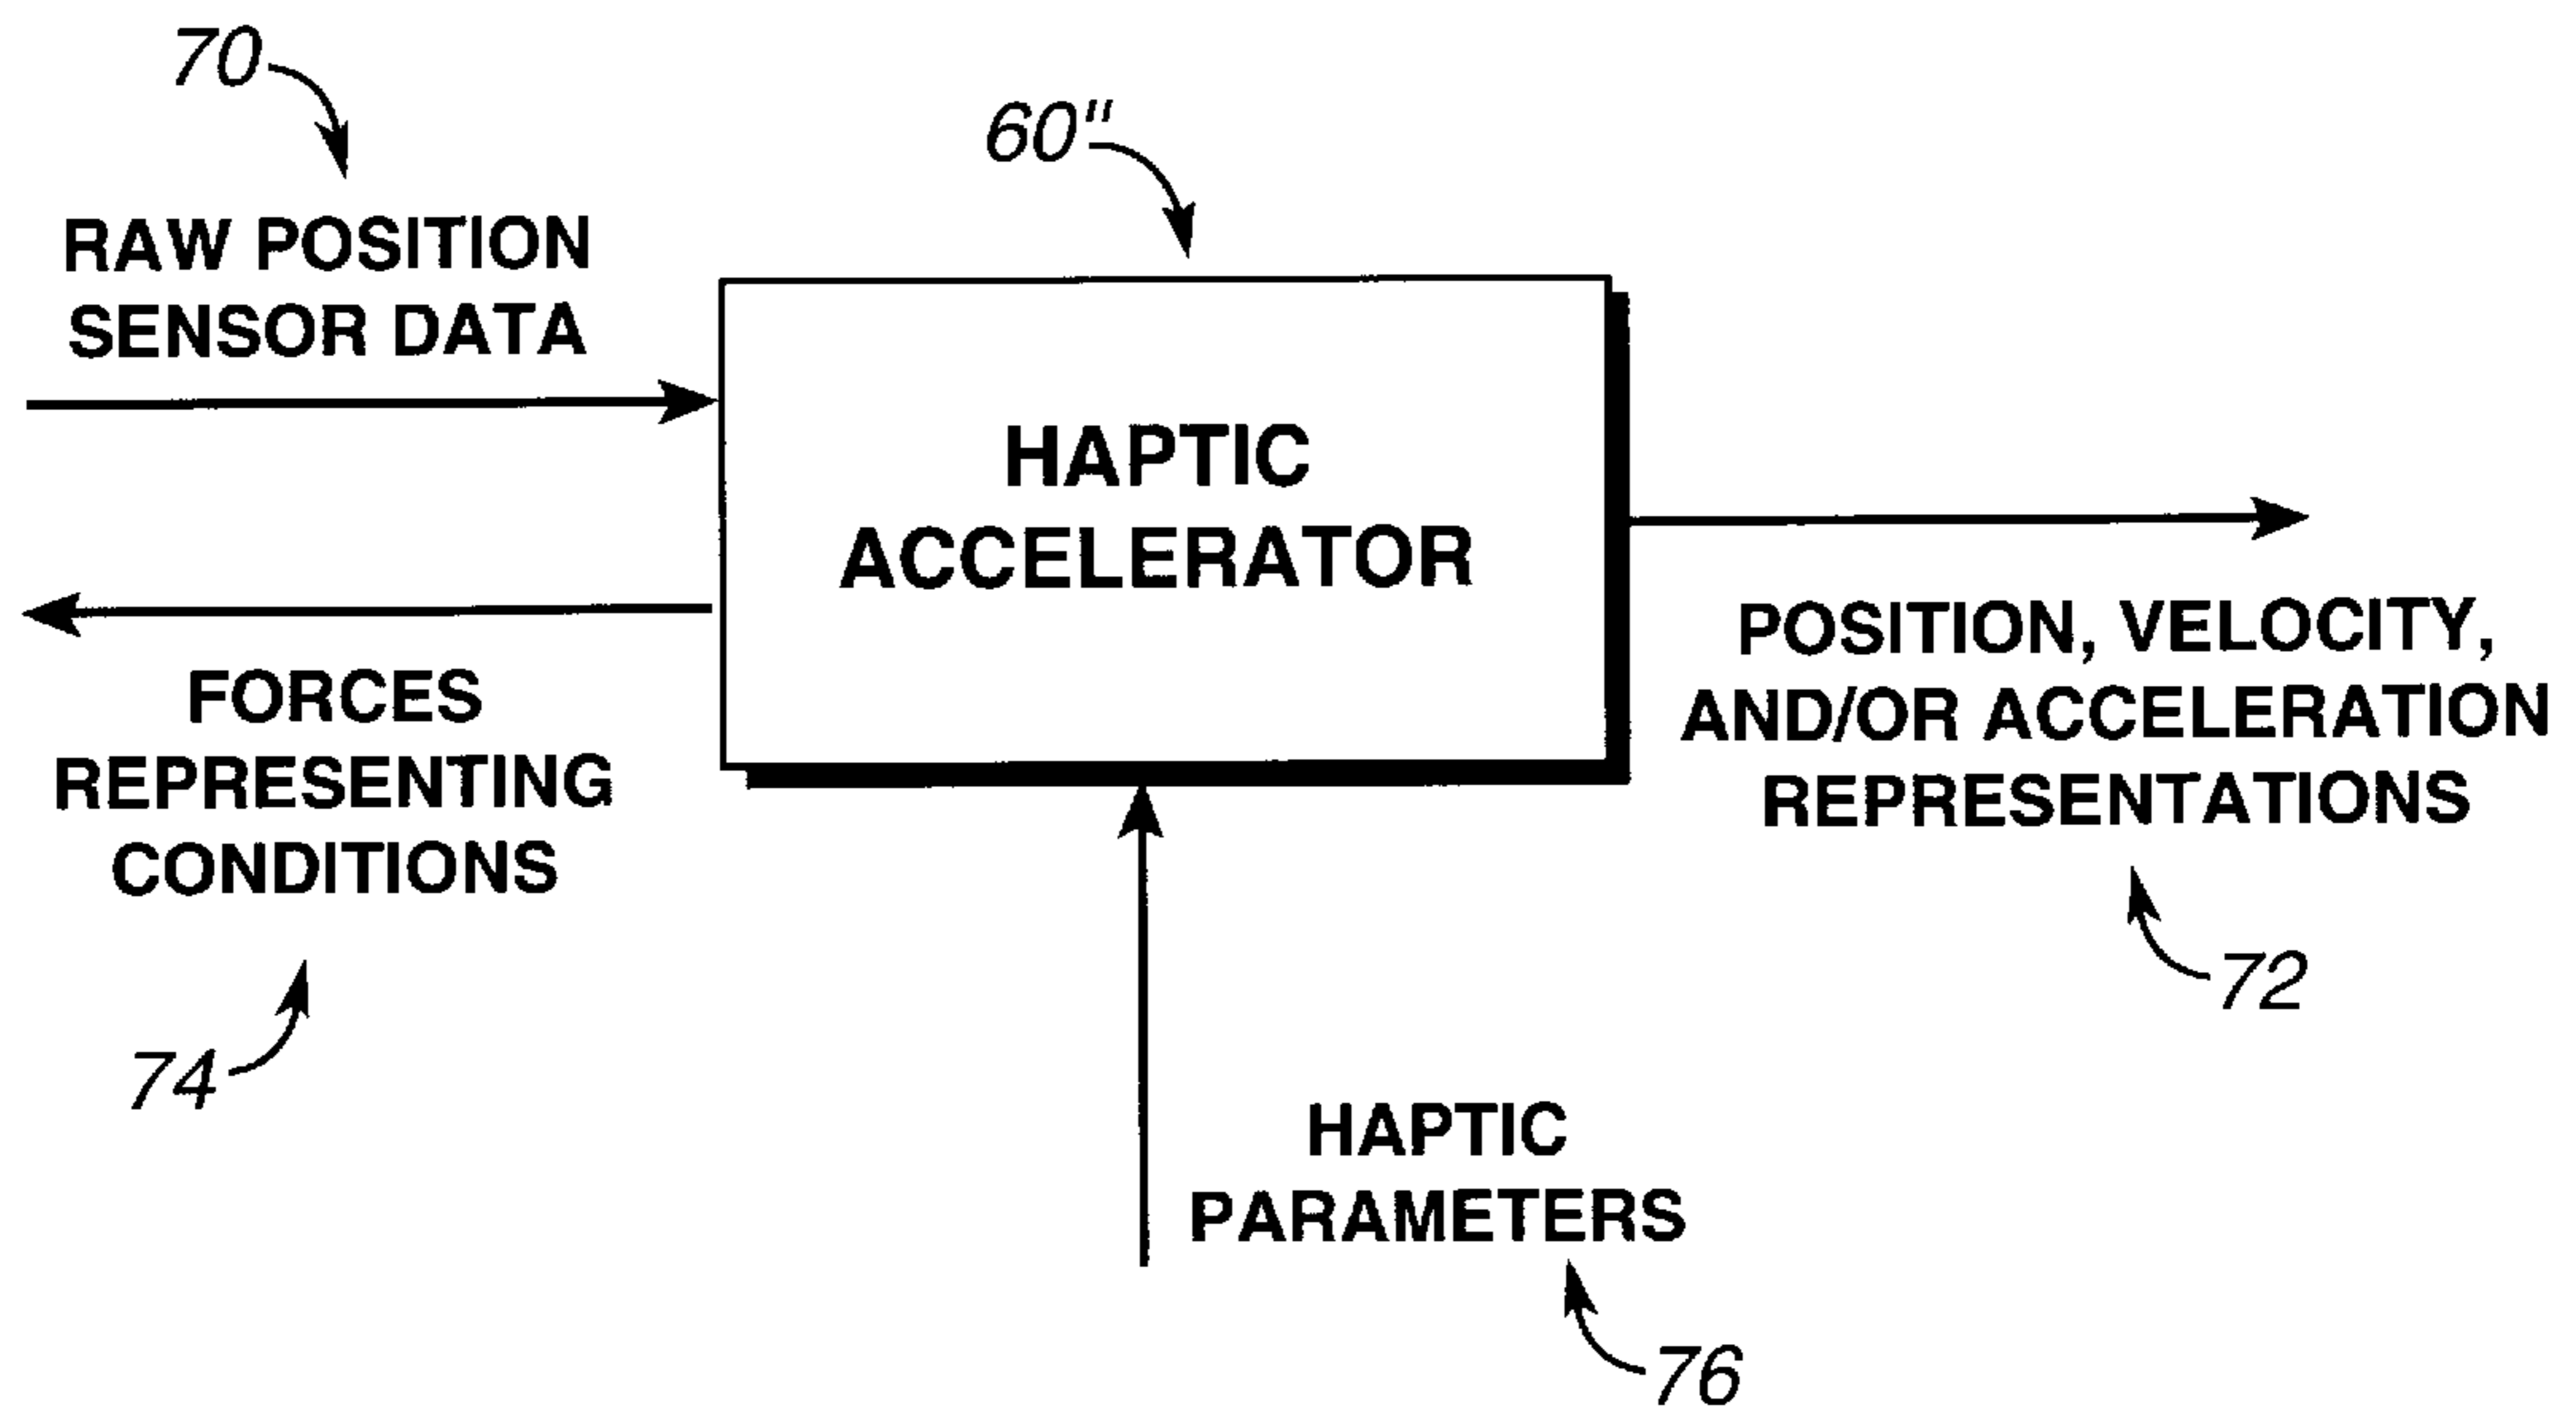 70
60"
RAW POSITION
SENSOR DATA
HAPTIC
ACCELERATOR
FORCES
REPRESENTING
CONDITIONS
74
POSITION, VELOCITY,
AND/OR ACCELERATION
REPRESENTATIONS
72
HAPTIC
PARAMETERS
76